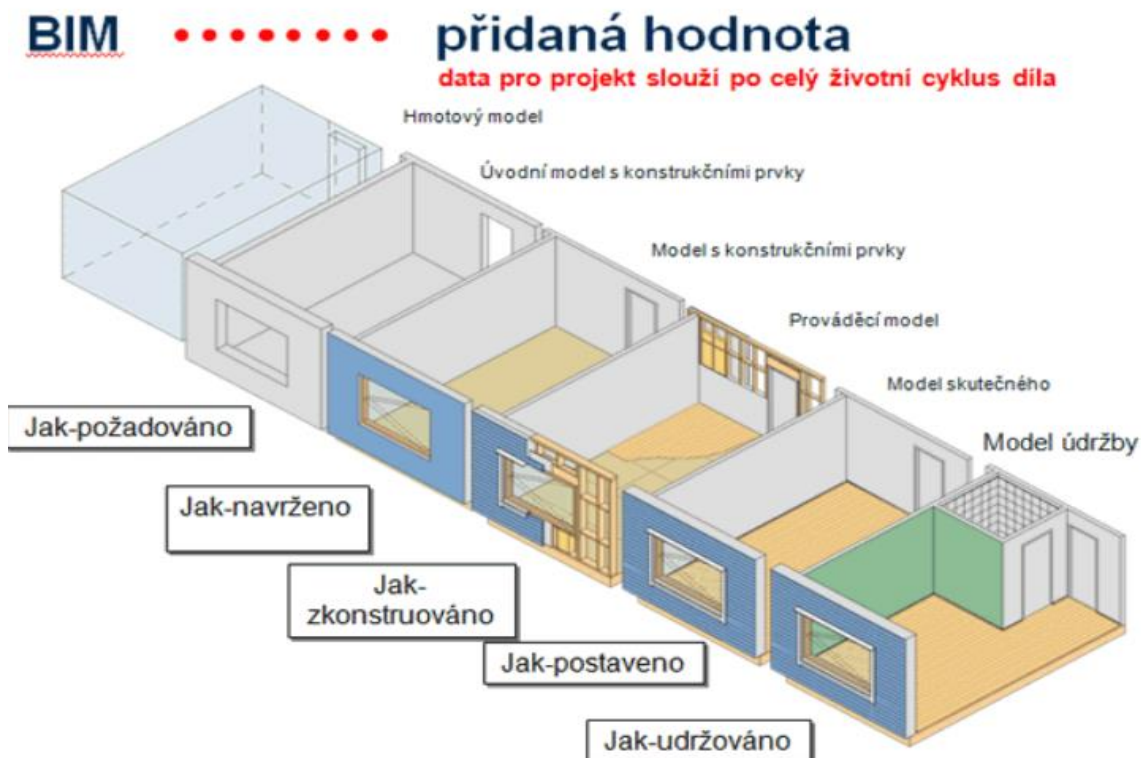 BIM ........ přidaná hodnota
data pro projekt slouží po celý životní cyklus díla
Hmotový model
Úvodní model s konstrukčními prvky
Model s konstrukčními prvky
Prováděcí model
Model skutečného
Model údržby
Jak-požadováno
Jak-navrženo
Jak-
zkonstruováno
Jak-postaveno
Jak-udržováno